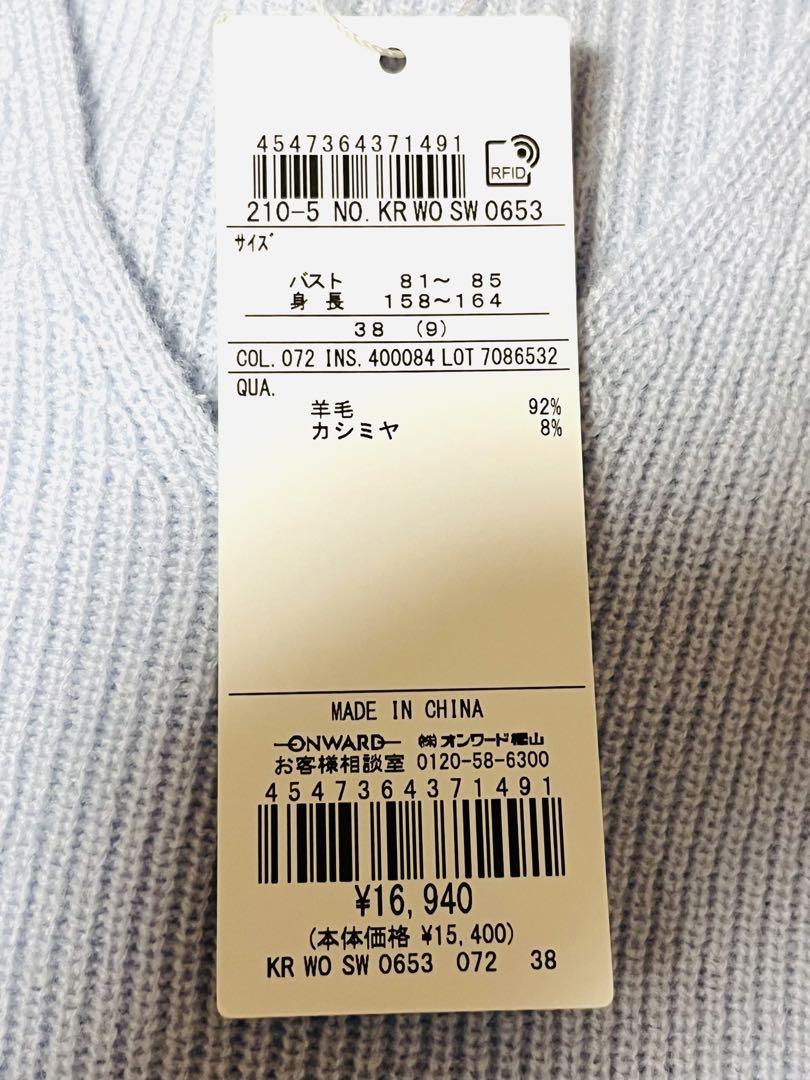 4547364371491
RFID
210-5 NO. KR WO SW 0653
ｻｲｽﾞ
バスト 81～ 85
身 長 158～164
38 (9)
COL. 072 INS. 400084 LOT 7086532
QUA.
羊毛 92%
カシミヤ 8%
MADE IN CHINA
ONWARD ㈱オンワード樫山
お客様相談室 0120-58-6300
4547364371491
¥16,940
(本体価格 ¥15,400)
KR WO SW 0653 072 38